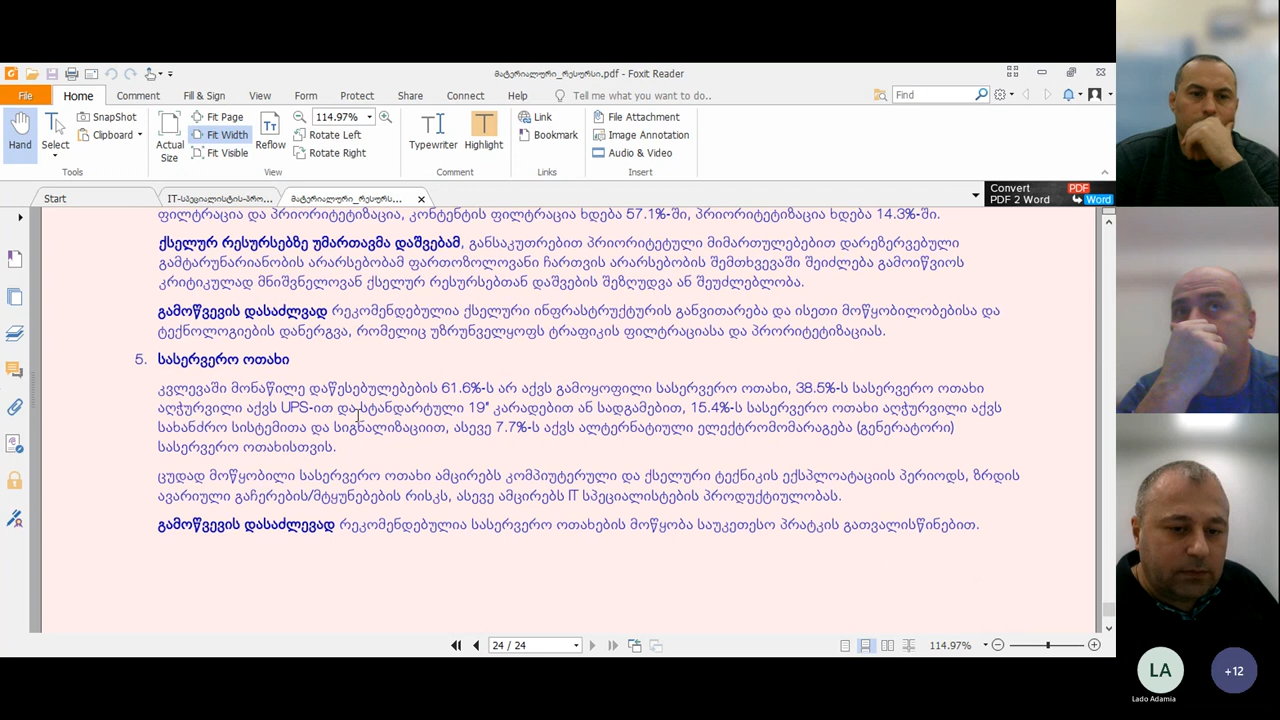 მატერიალური_რესურსი.pdf - Foxit Reader
File Home Comment Fill & Sign View Form Protect Share Connect Help Tell me what you want to do.. Find
Hand
Select
SnapShot
Clipboard
Tools
Actual Size
Fit Page
Fit Width
Fit Visible
Reflow
114.97%
Rotate Left
Rotate Right
View
Typewriter
Highlight
Comment
Link
Bookmark
Links
File Attachment
Image Annotation
Audio & Video
Insert
Start
IT-სპეციალისტის-პრო...
მატერიალური_რესურს...
Convert PDF
PDF 2 Word Word
ფილტრაცია და პრიორიტეტიზაცია, კონტენტის ფილტრაცია ხდება 57.1%-ში, პრიორიტეტიზაცია ხდება 14.3%-ში.
ქსელურ რესურსებზე უმართავმა დაშვებამ, განსაკუთრებით პრიორიტეტული მიმართულებებით დარეზერვებული
გამტარუნარიანობის არარსებობამ ფართოზოლოვანი ჩართვის არარსებობის შემთხვევაში შეიძლება გამოიწვიოს
კრიტიკულად მნიშვნელოვან ქსელურ რესურსებთან დაშვების შეზღუდვა ან შეუძლებლობა.
გამოწვევის დასაძლვად რეკომენდებულია ქსელური ინფრასტრუქტურის განვითარება და ისეთი მოწყობილობებისა და
ტექნოლოგიების დანერგვა, რომელიც უზრუნველყოფს ტრაფიკის ფილტრაციასა და პრორიტეტიზაციას.
5. სასერვერო ოთახი
კვლევაში მონაწილე დაწესებულებების 61.6%-ს არ აქვს გამოყოფილი სასერვერო ოთახი, 38.5%-ს სასერვერო ოთახი
აღჭურვილი აქვს UPS-ით და სტანდარტული 19" კარადებით ან სადგამებით, 15.4%-ს სასერვერო ოთახი აღჭურვილი აქვს
სახანძრო სისტემითა და სიგნალიზაციით, ასევე 7.7%-ს აქვს ალტერნატიული ელექტრომომარაგება (გენერატორი)
სასერვერო ოთახისთვის.
ცუდად მოწყობილი სასერვერო ოთახი ამცირებს კომპიუტერული და ქსელური ტექნიკის ექსპლოატაციის პერიოდს, ზრდის
ავარიული გაჩერების/მტყუნებების რისკს, ასევე ამცირებს IT სპეციალისტების პროდუქტიულობას.
გამოწვევის დასაძლევად რეკომენდებულია სასერვერო ოთახების მოწყობა საუკეთესო პრატკის გათვალისწინებით.
24 / 24
114.97%
LA
Lado Adamia
+12